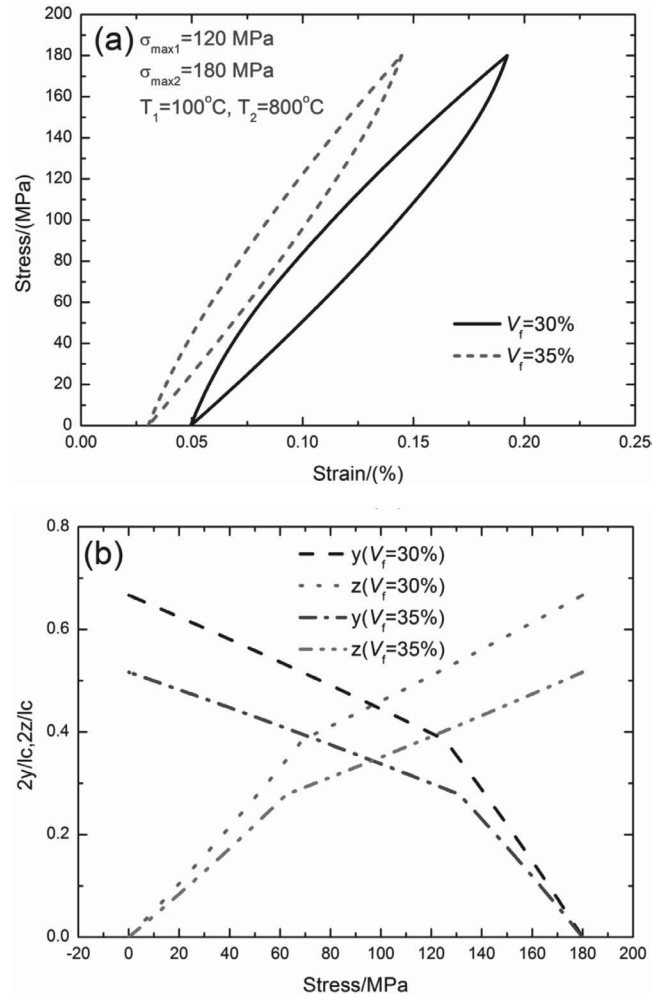 (a)
σmax1=120 MPa
σmax2=180 MPa
T1=100°C, T2=800°C
200
180
160
140
120
100
80
60
40
20
0
Stress/(MPa)
Vf=30%
Vf=35%
0.00 0.05 0.10 0.15 0.20 0.25
Strain/(%)
(b)
0.8
0.6
0.4
0.2
0.0
2y/lc,2z/lc
y(Vf=30%)
z(Vf=30%)
y(Vf=35%)
z(Vf=35%)
-20 0 20 40 60 80 100 120 140 160 180 200
Stress/MPa